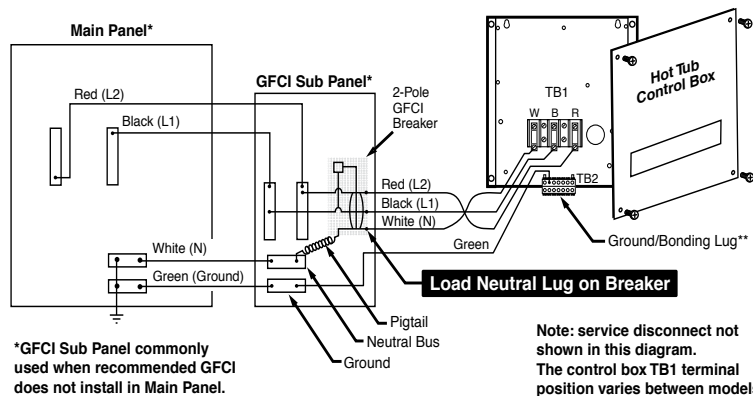 Main Panel*
GFCI Sub Panel*
2-Pole
GFCI
Breaker
Red (L2)
Black (L1)
TB1
W B R
Hot Tub
Control Box
TB2
Red (L2)
Black (L1)
White (N)
Green
Ground/Bonding Lug**
White (N)
Green (Ground)
Load Neutral Lug on Breaker
Pigtail
Neutral Bus
Ground
*GFCI Sub Panel commonly
used when recommended GFCI
does not install in Main Panel.
Note: service disconnect not
shown in this diagram.
The control box TB1 terminal
position varies between models